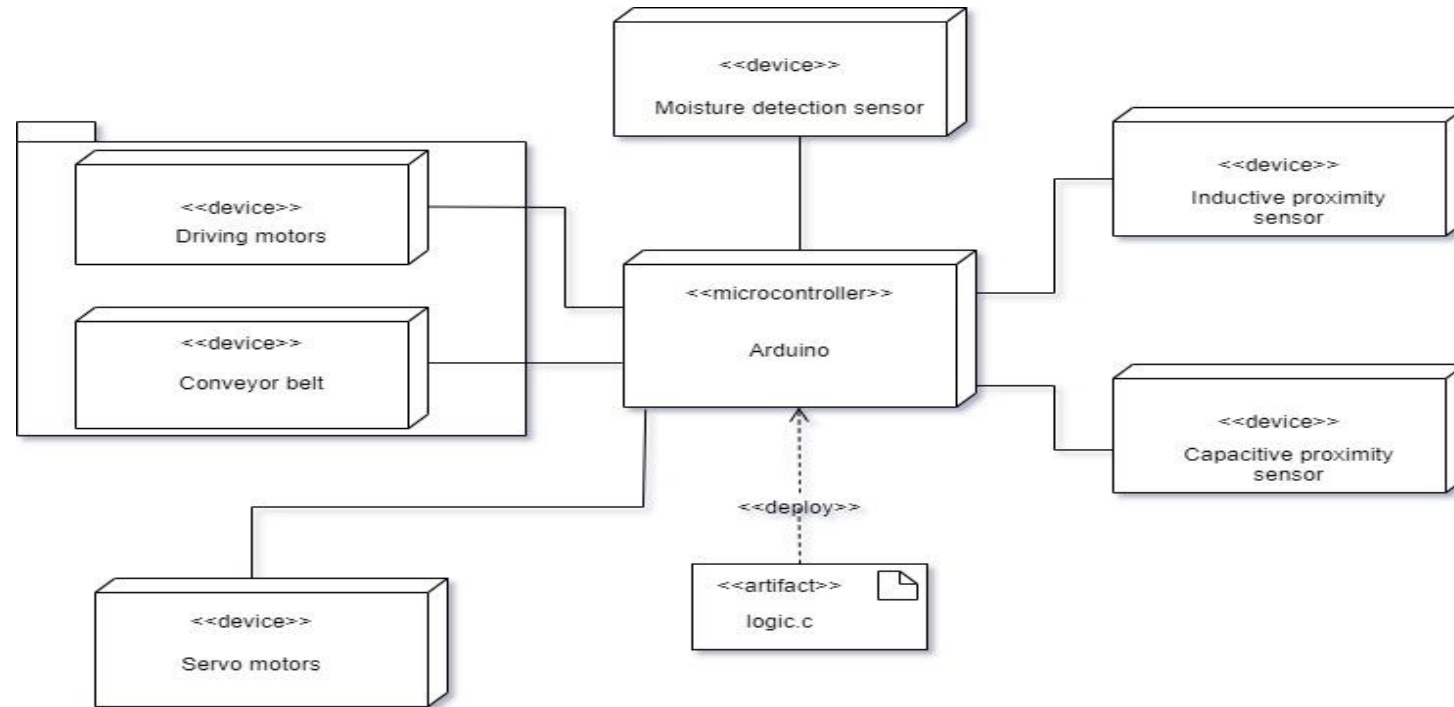 <<device>>
Moisture detection sensor
<<device>>
Driving motors
<<device>>
Inductive proximity
sensor
<<microcontroller>>
Arduino
<<device>>
Conveyor belt
<<device>>
Capacitive proximity
sensor
<<deploy>>
<<artifact>>
logic.c
<<device>>
Servo motors